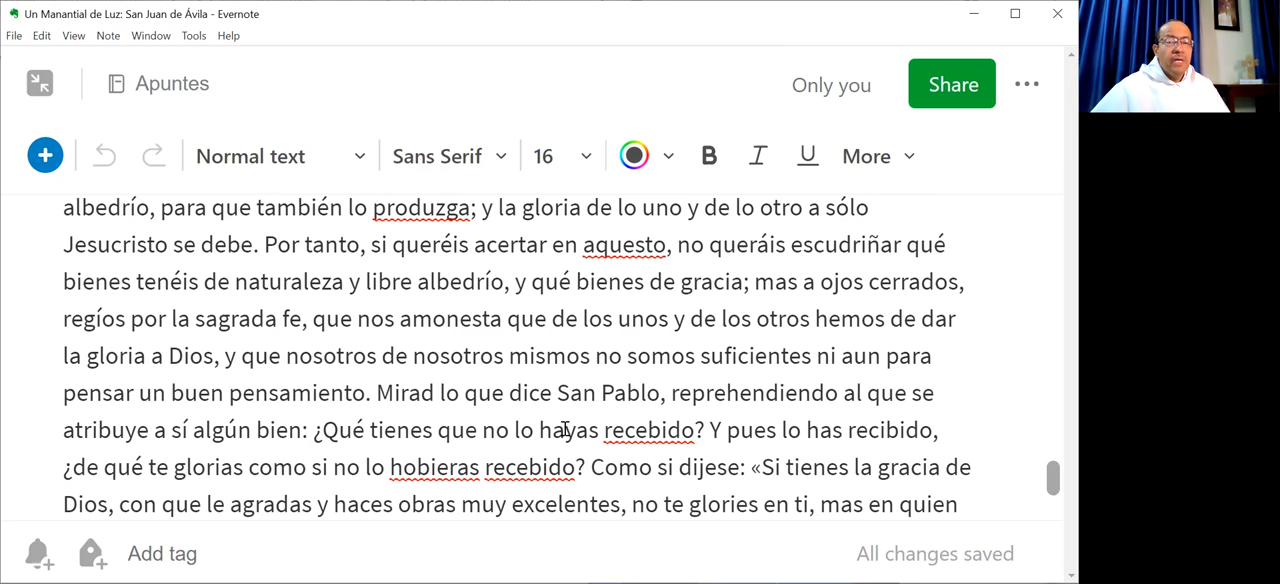 Un Manantial de Luz: San Juan de Ávila - Evernote
File Edit View Note Window Tools Help
Apuntes
Only you
Share
Normal text
Sans Serif
16
B I U More
albedrío, para que también lo produzga; y la gloria de lo uno y de lo otro a sólo
Jesucristo se debe. Por tanto, si queréis acertar en aquesto, no queráis escudriñar qué
bienes tenéis de naturaleza y libre albedrío, y qué bienes de gracia; mas a ojos cerrados,
regíos por la sagrada fe, que nos amonesta que de los unos y de los otros hemos de dar
la gloria a Dios, y que nosotros de nosotros mismos no somos suficientes ni aun para
pensar un buen pensamiento. Mirad lo que dice San Pablo, reprehendiendo al que se
atribuye a sí algún bien: ¿Qué tienes que no lo hayas recebido? Y pues lo has recibido,
¿de qué te glorias como si no lo hobieras recebido? Como si dijese: «Si tienes la gracia de
Dios, con que le agradas y haces obras muy excelentes, no te glories en ti, mas en quien
Add tag
All changes saved